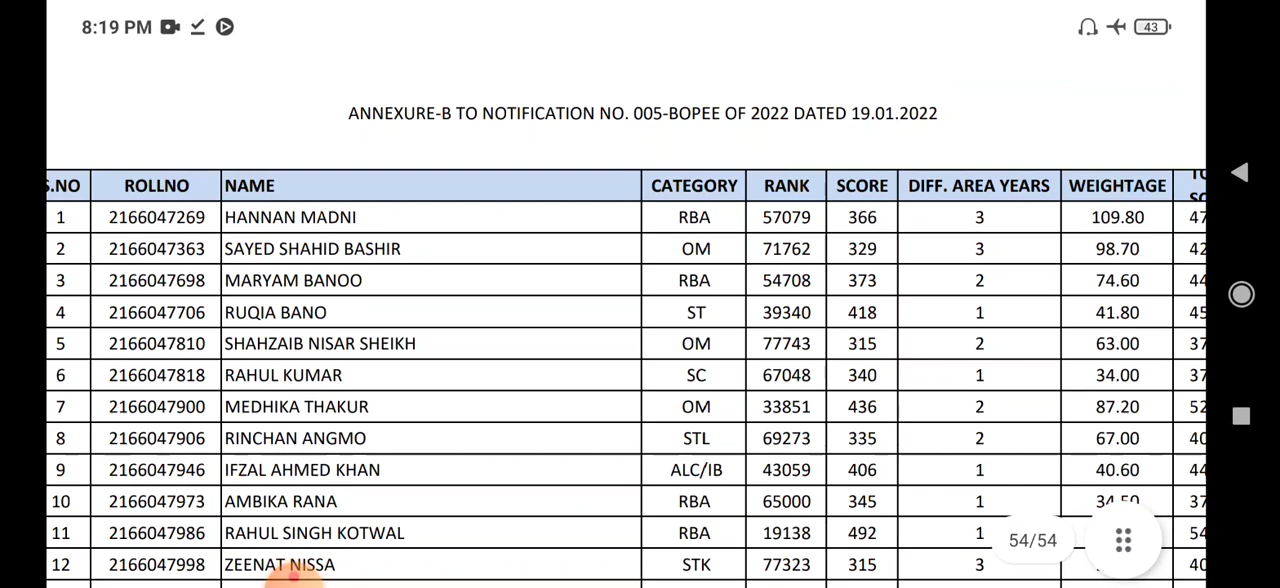 8:19 PM 43
ANNEXURE-B TO NOTIFICATION NO. 005-BOPEE OF 2022 DATED 19.01.2022
S.NO ROLLNO NAME CATEGORY RANK SCORE DIFF. AREA YEARS WEIGHTAGE
1 2166047269 HANNAN MADNI RBA 57079 366 3 109.80 47
2 2166047363 SAYED SHAHID BASHIR OM 71762 329 3 98.70 42
3 2166047698 MARYAM BANOO RBA 54708 373 2 74.60 44
4 2166047706 RUQIA BANO ST 39340 418 1 41.80 45
5 2166047810 SHAHZAIB NISAR SHEIKH OM 77743 315 2 63.00 37
6 2166047818 RAHUL KUMAR SC 67048 340 1 34.00 37
7 2166047900 MEDHIKA THAKUR OM 33851 436 2 87.20 52
8 2166047906 RINCHAN ANGMO STL 69273 335 2 67.00 40
9 2166047946 IFZAL AHMED KHAN ALC/IB 43059 406 1 40.60 44
10 2166047973 AMBIKA RANA RBA 65000 345 1 34.50 37
11 2166047986 RAHUL SINGH KOTWAL RBA 19138 492 1 54
54/54
12 2166047998 ZEENAT NISSA STK 77323 315 3 40